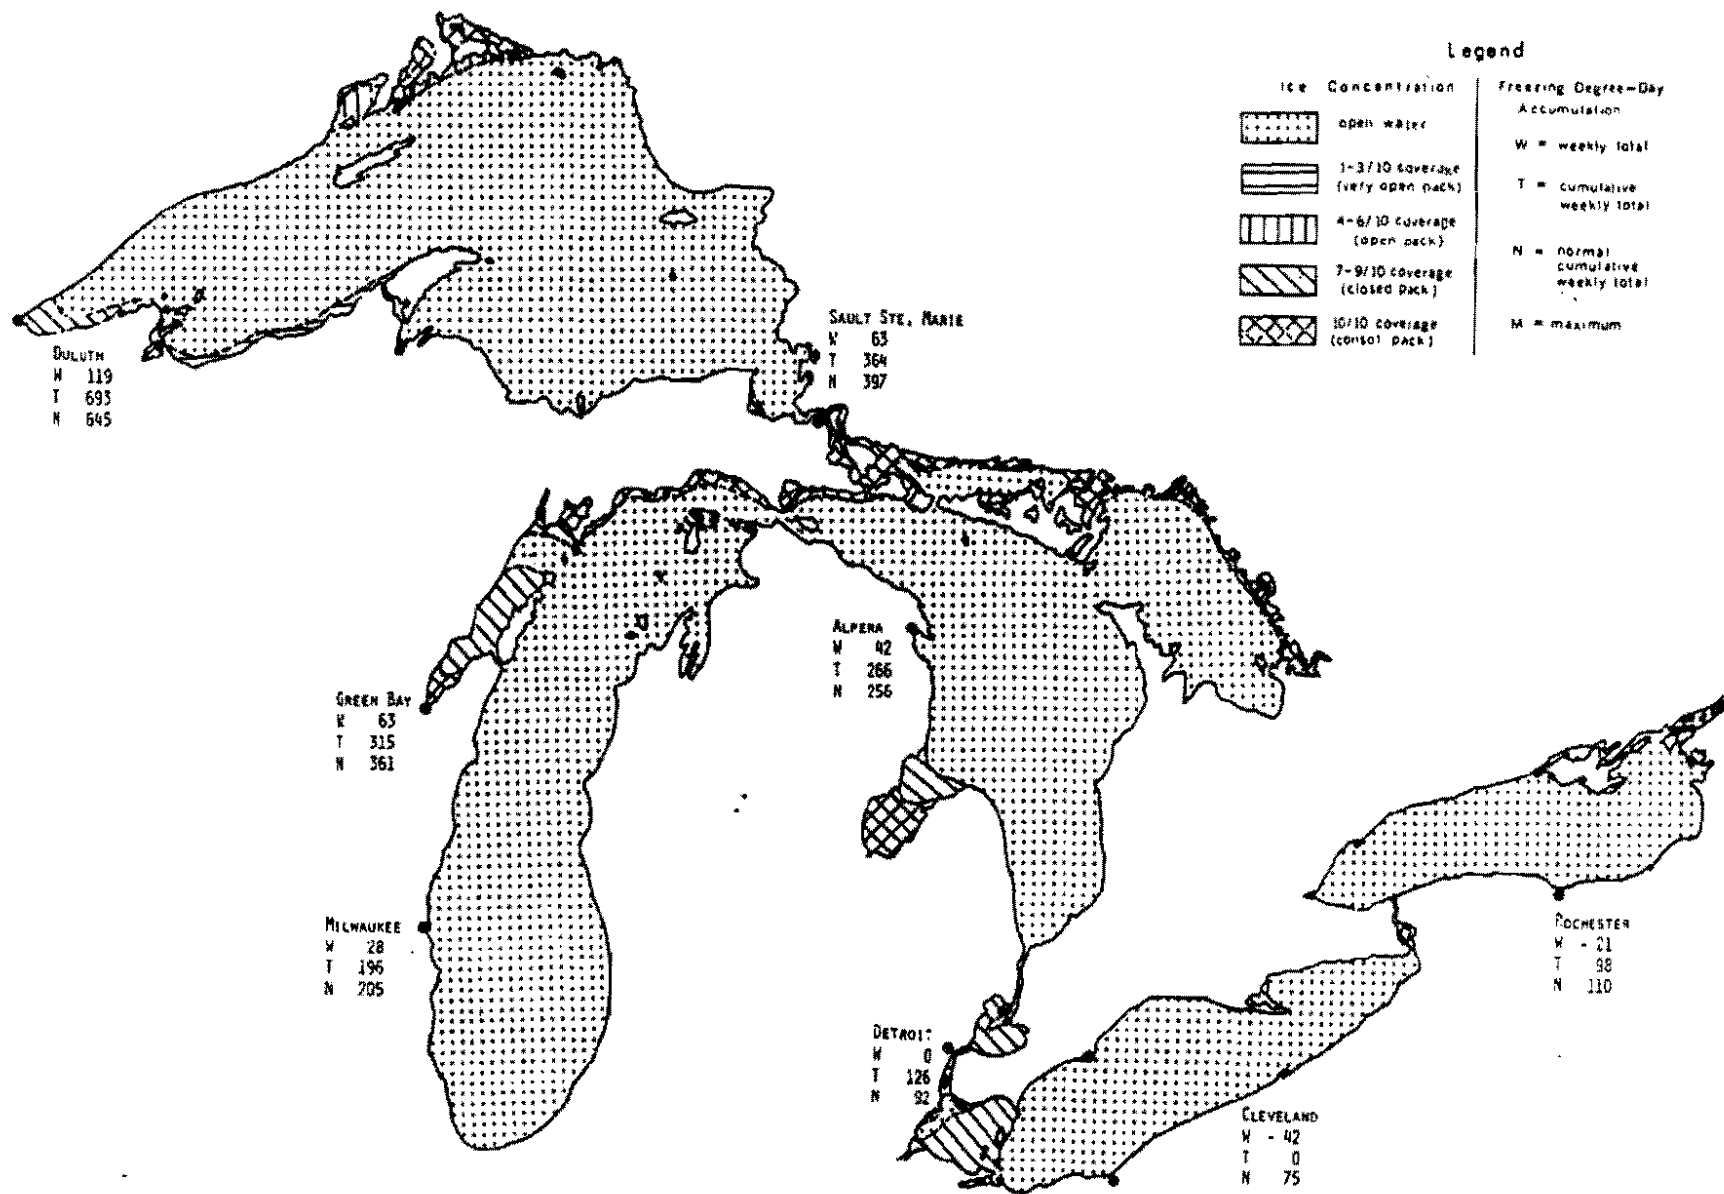 Legend
Ice Concentration
open water
1-3/10 coverage
(very open pack)
4-6/10 coverage
(open pack)
7-9/10 coverage
(closed pack)
10/10 coverage
(consol pack)
Freezing Degree-Day
Accumulation
W = weekly total
T = cumulative
weekly total
N = normal
cumulative
weekly total
M = maximum
DULUTH
W 119
T 693
N 645
SAULT STE. MARIE
W 63
T 364
N 397
GREEN BAY
W 63
T 315
N 361
ALPENA
W 42
T 266
N 256
MILWAUKEE
W 28
T 196
N 205
DETROIT
W 0
T 126
N 92
ROCHESTER
W - 21
T 98
N 110
CLEVELAND
W - 42
T 0
N 75